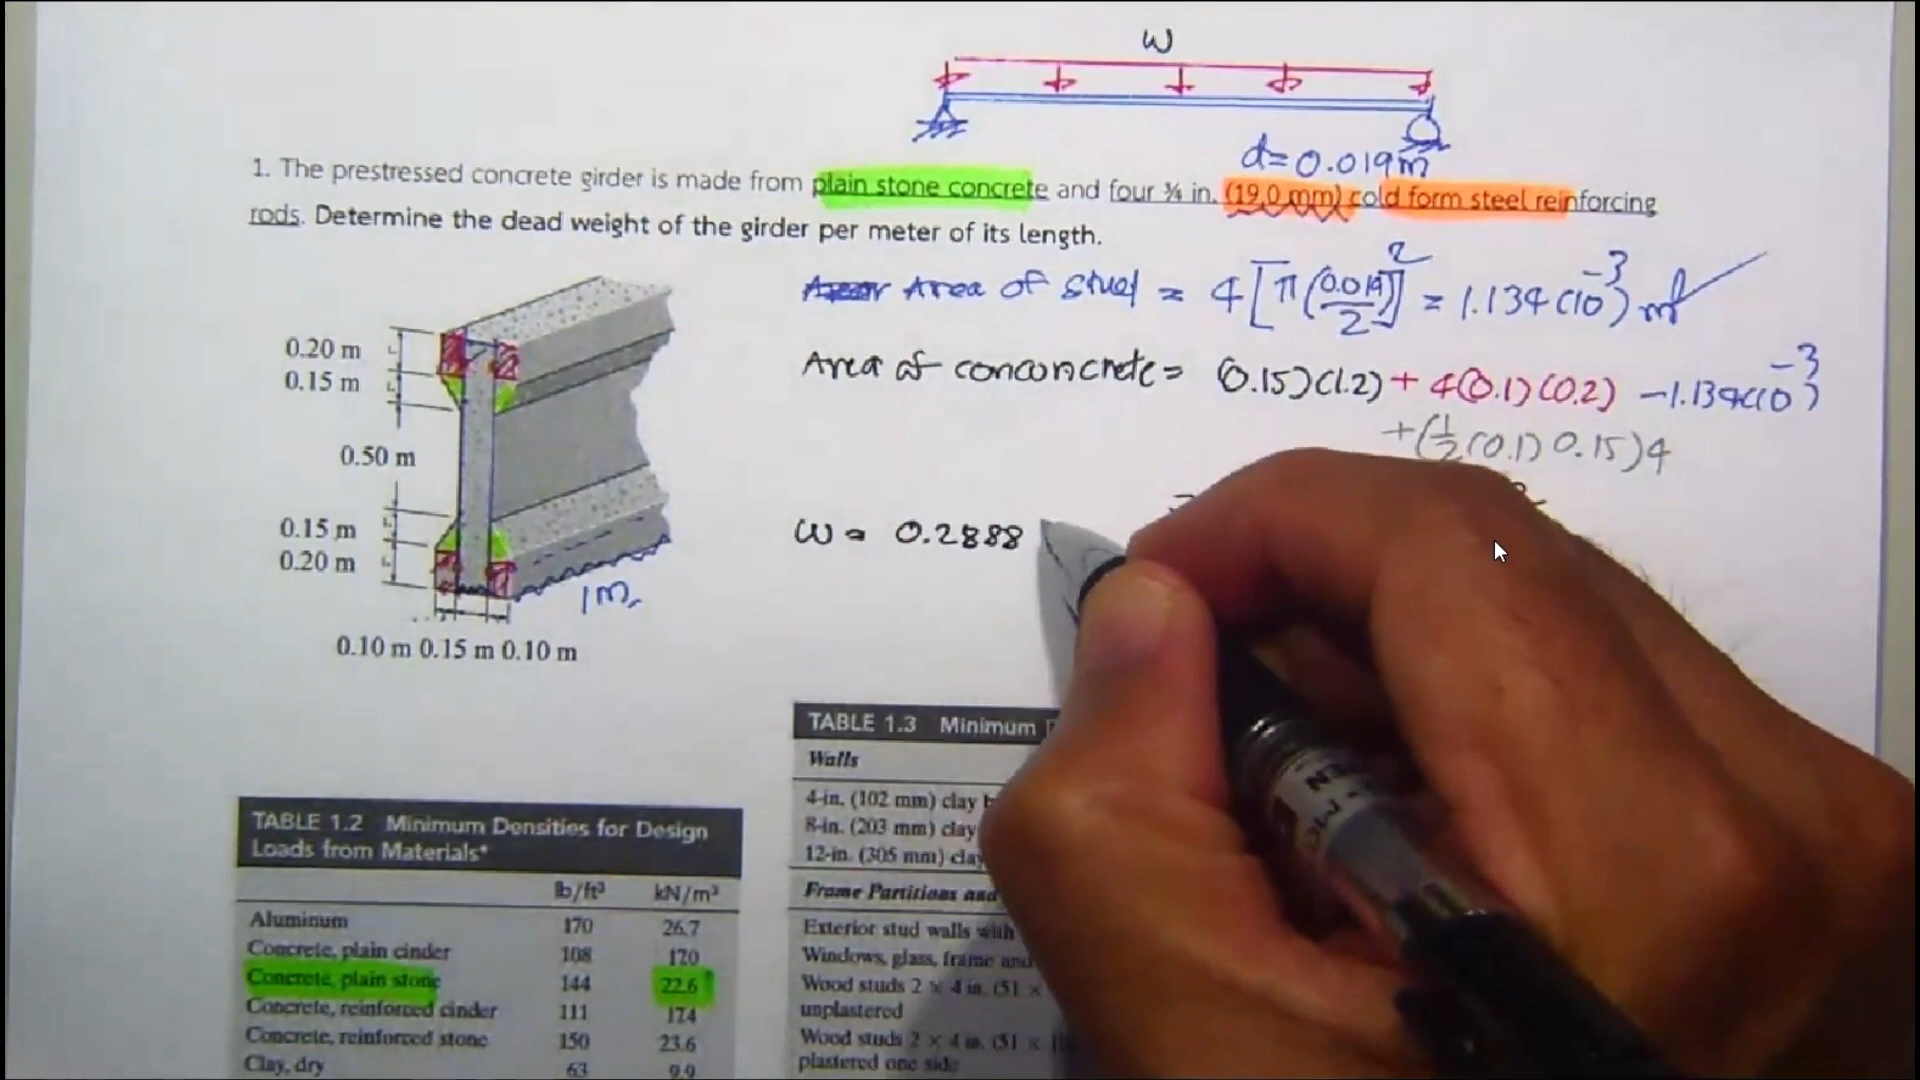 w
d=0.019m
1. The prestressed concrete girder is made from plain stone concrete and four ¾ in. (19.0 mm) cold form steel reinforcing
rods. Determine the dead weight of the girder per meter of its length.
Area of steel = 4[π(0.019/2)²] = 1.134(10⁻³) m²
Area of conconcrete = (0.15)(1.2) + 4(0.1)(0.2) -1.134(10⁻³)
+(½(0.1)0.15)4
w = 0.2888
0.20 m
0.15 m
0.50 m
0.15 m
0.20 m
1m
0.10 m 0.15 m 0.10 m
TABLE 1.2 Minimum Densities for Design
Loads from Materials*
lb/ft³ kN/m³
Aluminum 170 26.7
Concrete, plain cinder 108 17.0
Concrete, plain stone 144 22.6
Concrete, reinforced cinder 111 17.4
Concrete, reinforced stone 150 23.6
Clay, dry 63 9.9
TABLE 1.3 Minimum
Walls
4-in. (102 mm) clay
8-in. (203 mm) clay
12-in. (305 mm) clay
Frame Partitions and
Exterior stud walls with
Windows, glass, frame and
Wood studs 2 × 4 in. (51 ×
unplastered
Wood studs 2 × 4 in. (51 ×
plastered one side